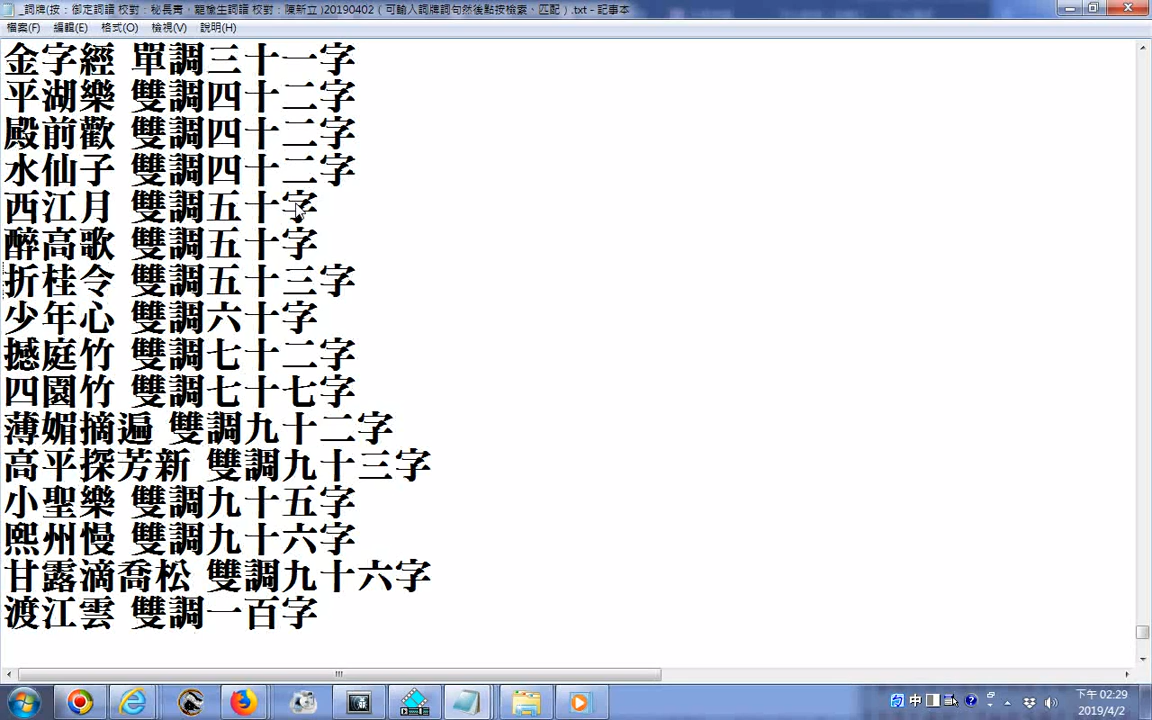 _詞牌(按：御定詞譜 校對：秘長青，龍榆生詞譜 校對：陳新立 )20190402（可輸入詞牌詞句然後點按檢索、匹配）.txt - 記事本
檔案(F) 編輯(E) 格式(O) 檢視(V) 說明(H)
金字經 單調三十一字
平湖樂 雙調四十二字
殿前歡 雙調四十二字
水仙子 雙調四十二字
西江月 雙調五十字
醉高歌 雙調五十字
折桂令 雙調五十三字
少年心 雙調六十字
撼庭竹 雙調七十二字
四園竹 雙調七十七字
薄媚摘遍 雙調九十二字
高平探芳新 雙調九十三字
小聖樂 雙調九十五字
熙州慢 雙調九十六字
甘露滴喬松 雙調九十六字
渡江雲 雙調一百字
中
下午 02:29
2019/4/2